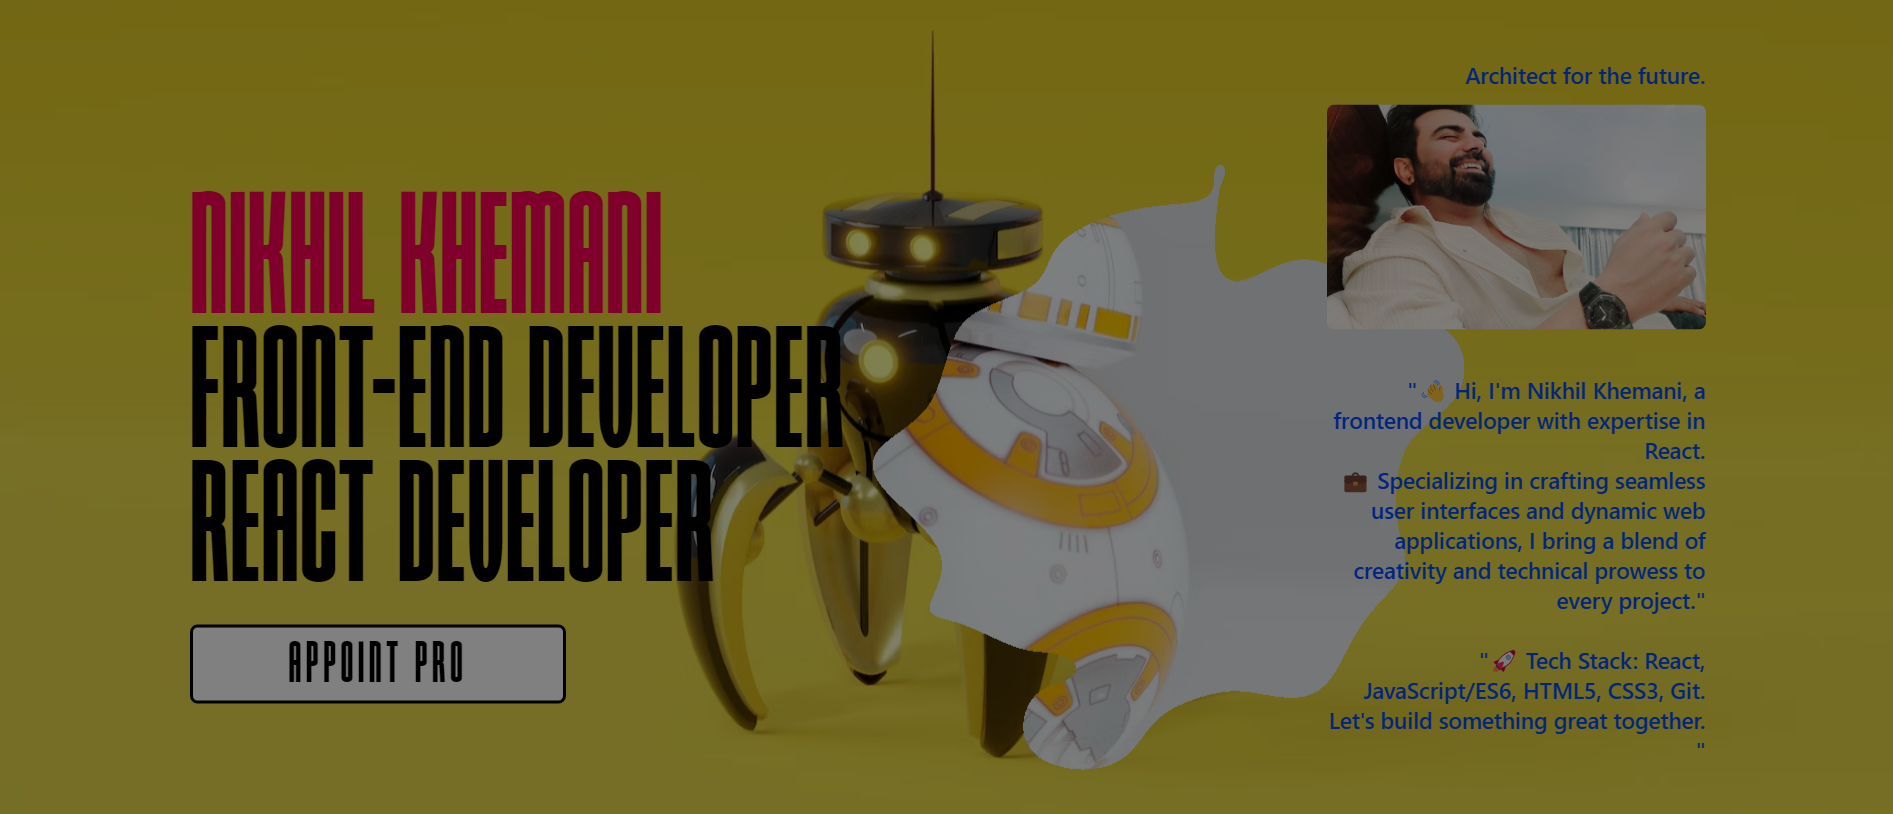 NIKHIL KHEMANI
FRONT-END DEVELOPER
REACT DEVELOPER
APPOINT PRO
Architect for the future.
"👋 Hi, I'm Nikhil Khemani, a
frontend developer with expertise in
React.
💼 Specializing in crafting seamless
user interfaces and dynamic web
applications, I bring a blend of
creativity and technical prowess to
every project."
"🚀 Tech Stack: React,
JavaScript/ES6, HTML5, CSS3, Git.
Let's build something great together.
"